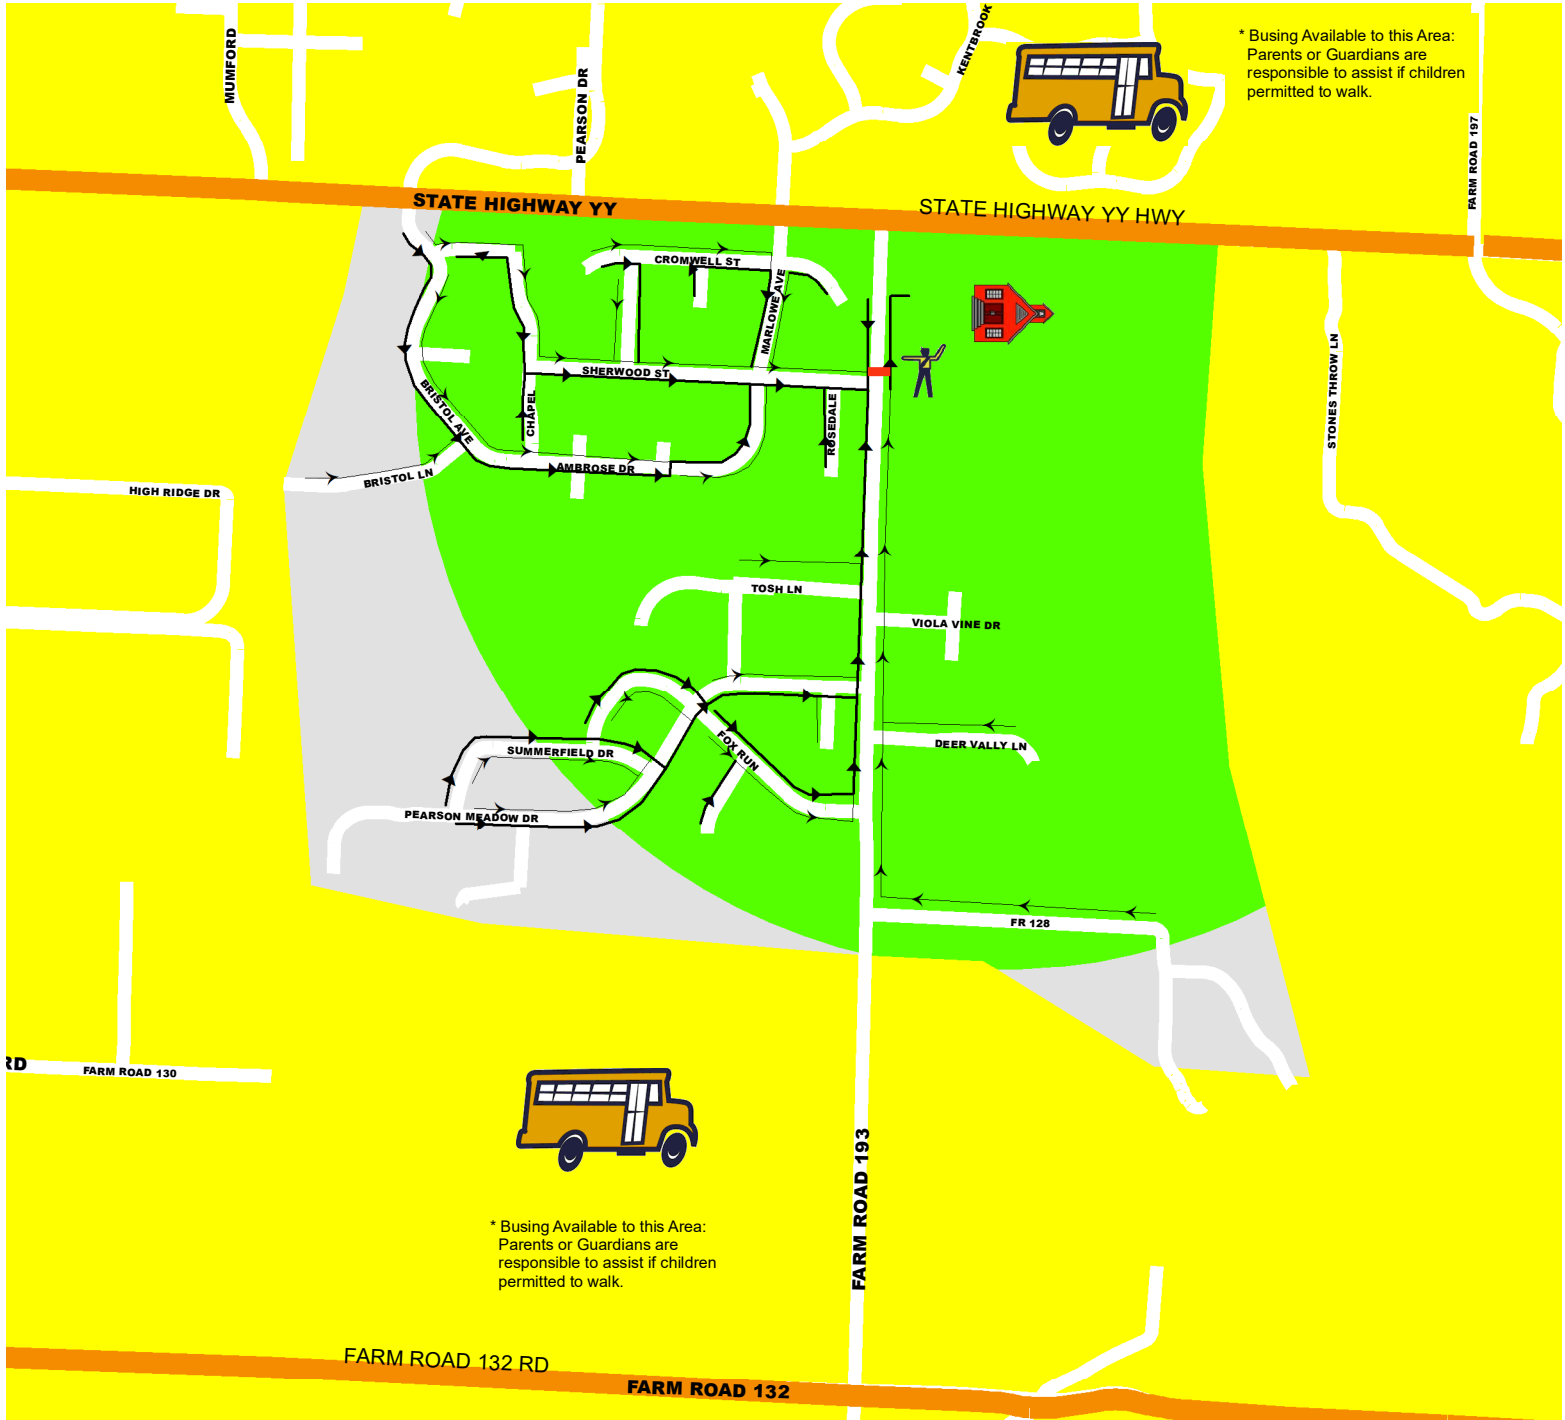 MUMFORD
PEARSON DR
KENTBROOK
* Busing Available to this Area:
Parents or Guardians are
responsible to assist if children
permitted to walk.
FARM ROAD 197
STATE HIGHWAY YY
STATE HIGHWAY YY HWY
CROMWELL ST
MARLOWE AVE
STONES THROW LN
SHERWOOD ST
BRISTOL AVE
CHAPEL
ROSEDALE
AMBROSE DR
BRISTOL LN
HIGH RIDGE DR
TOSH LN
VIOLA VINE DR
FOX RUN
DEER VALLY LN
SUMMERFIELD DR
PEARSON MEADOW DR
FR 128
RD
FARM ROAD 130
FARM ROAD 193
* Busing Available to this Area:
Parents or Guardians are
responsible to assist if children
permitted to walk.
FARM ROAD 132 RD
FARM ROAD 132